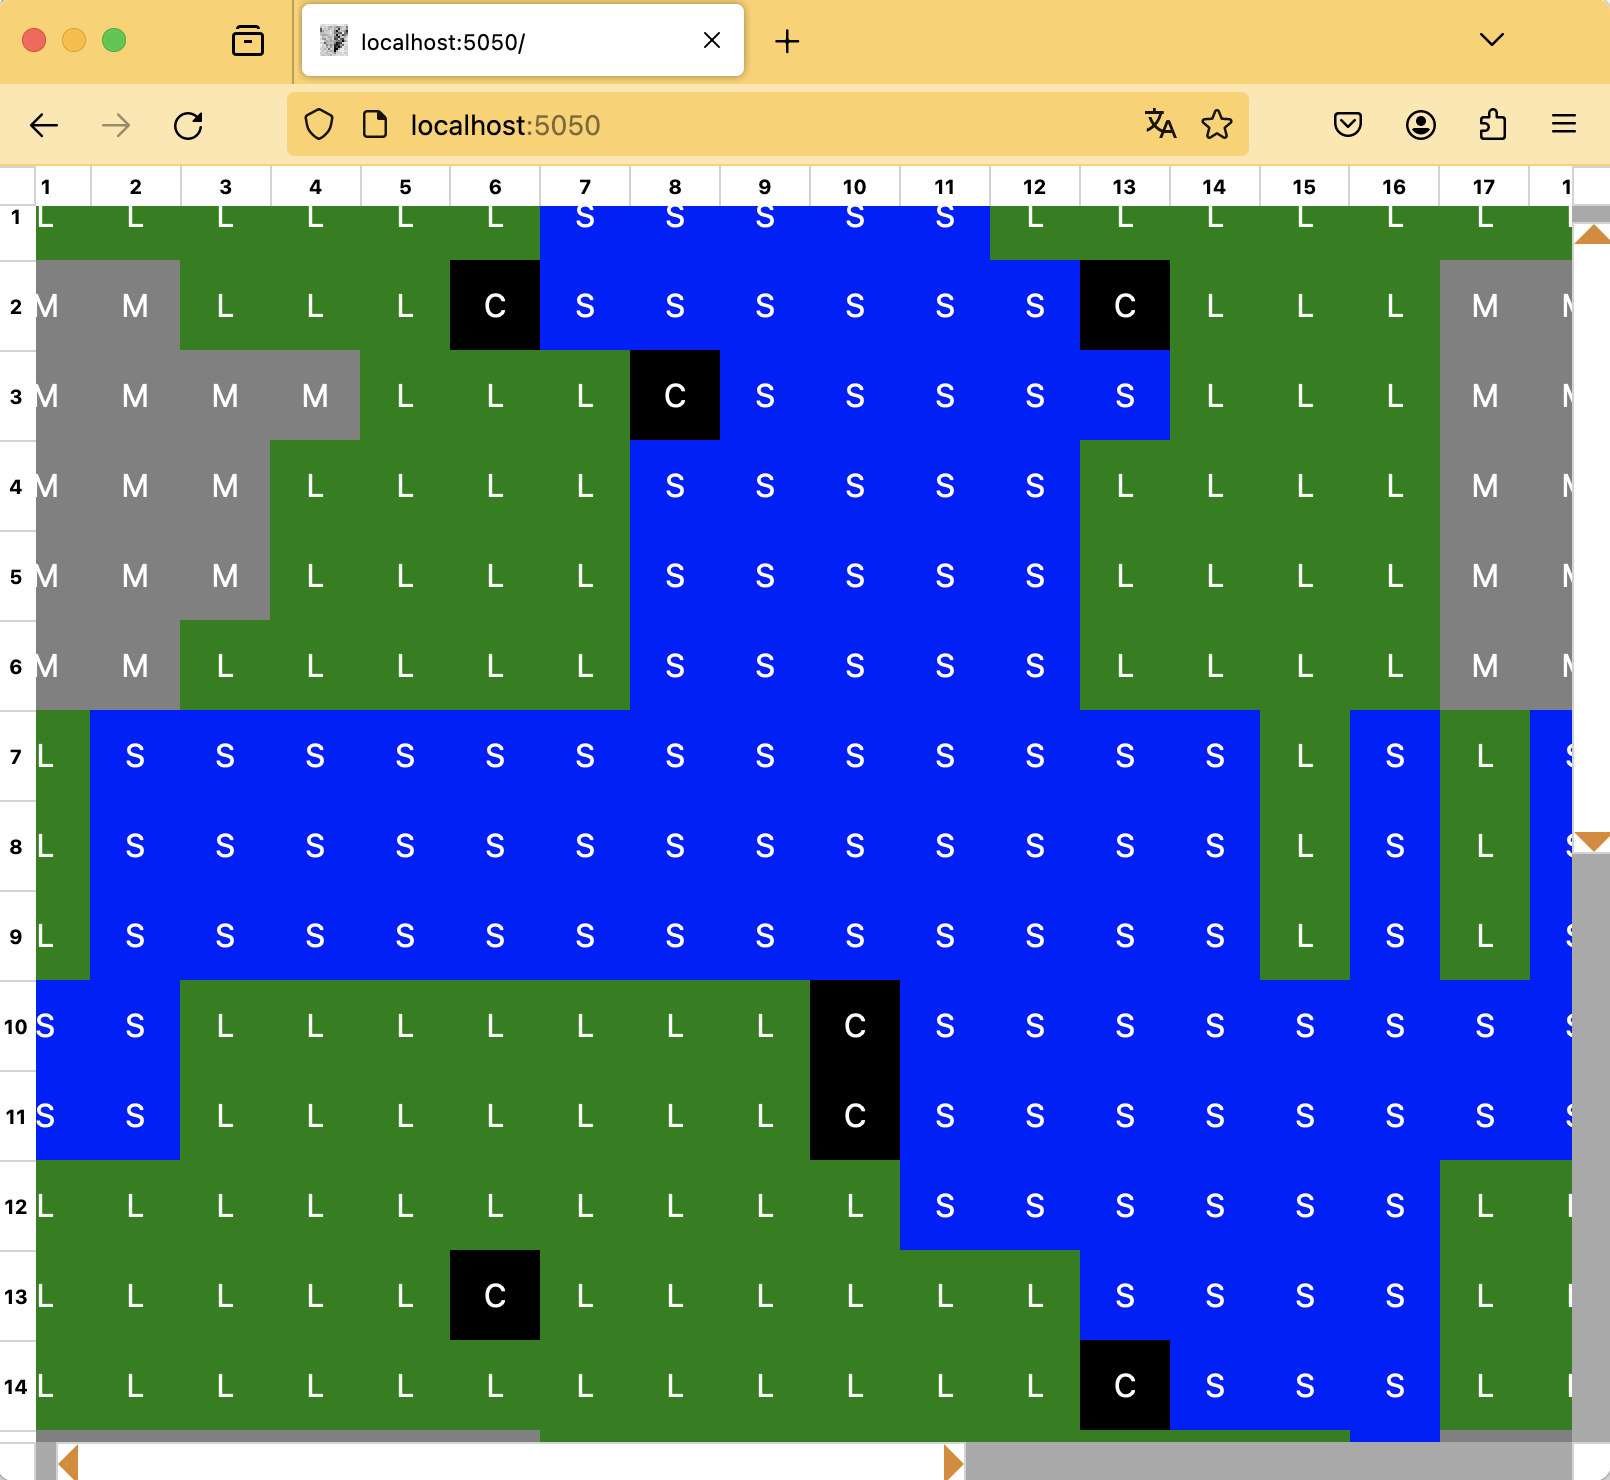 localhost:5050/
localhost:5050
1 2 3 4 5 6 7 8 9 10 11 12 13 14 15 16 17
1 L L L L L L S S S S S L L L L L L
2 M M L L L C S S S S S S C L L L M
3 M M M M L L L C S S S S S L L L M
4 M M M L L L L S S S S S L L L L M
5 M M M L L L L S S S S S L L L L M
6 M M L L L L L S S S S S L L L L M
7 L S S S S S S S S S S S S S L S L
8 L S S S S S S S S S S S S S L S L
9 L S S S S S S S S S S S S S L S L
10 S S L L L L L L L C S S S S S S S
11 S S L L L L L L L C S S S S S S S
12 L L L L L L L L L L S S S S S S L
13 L L L L L C L L L L L L S S S S L
14 L L L L L L L L L L L L C S S S L